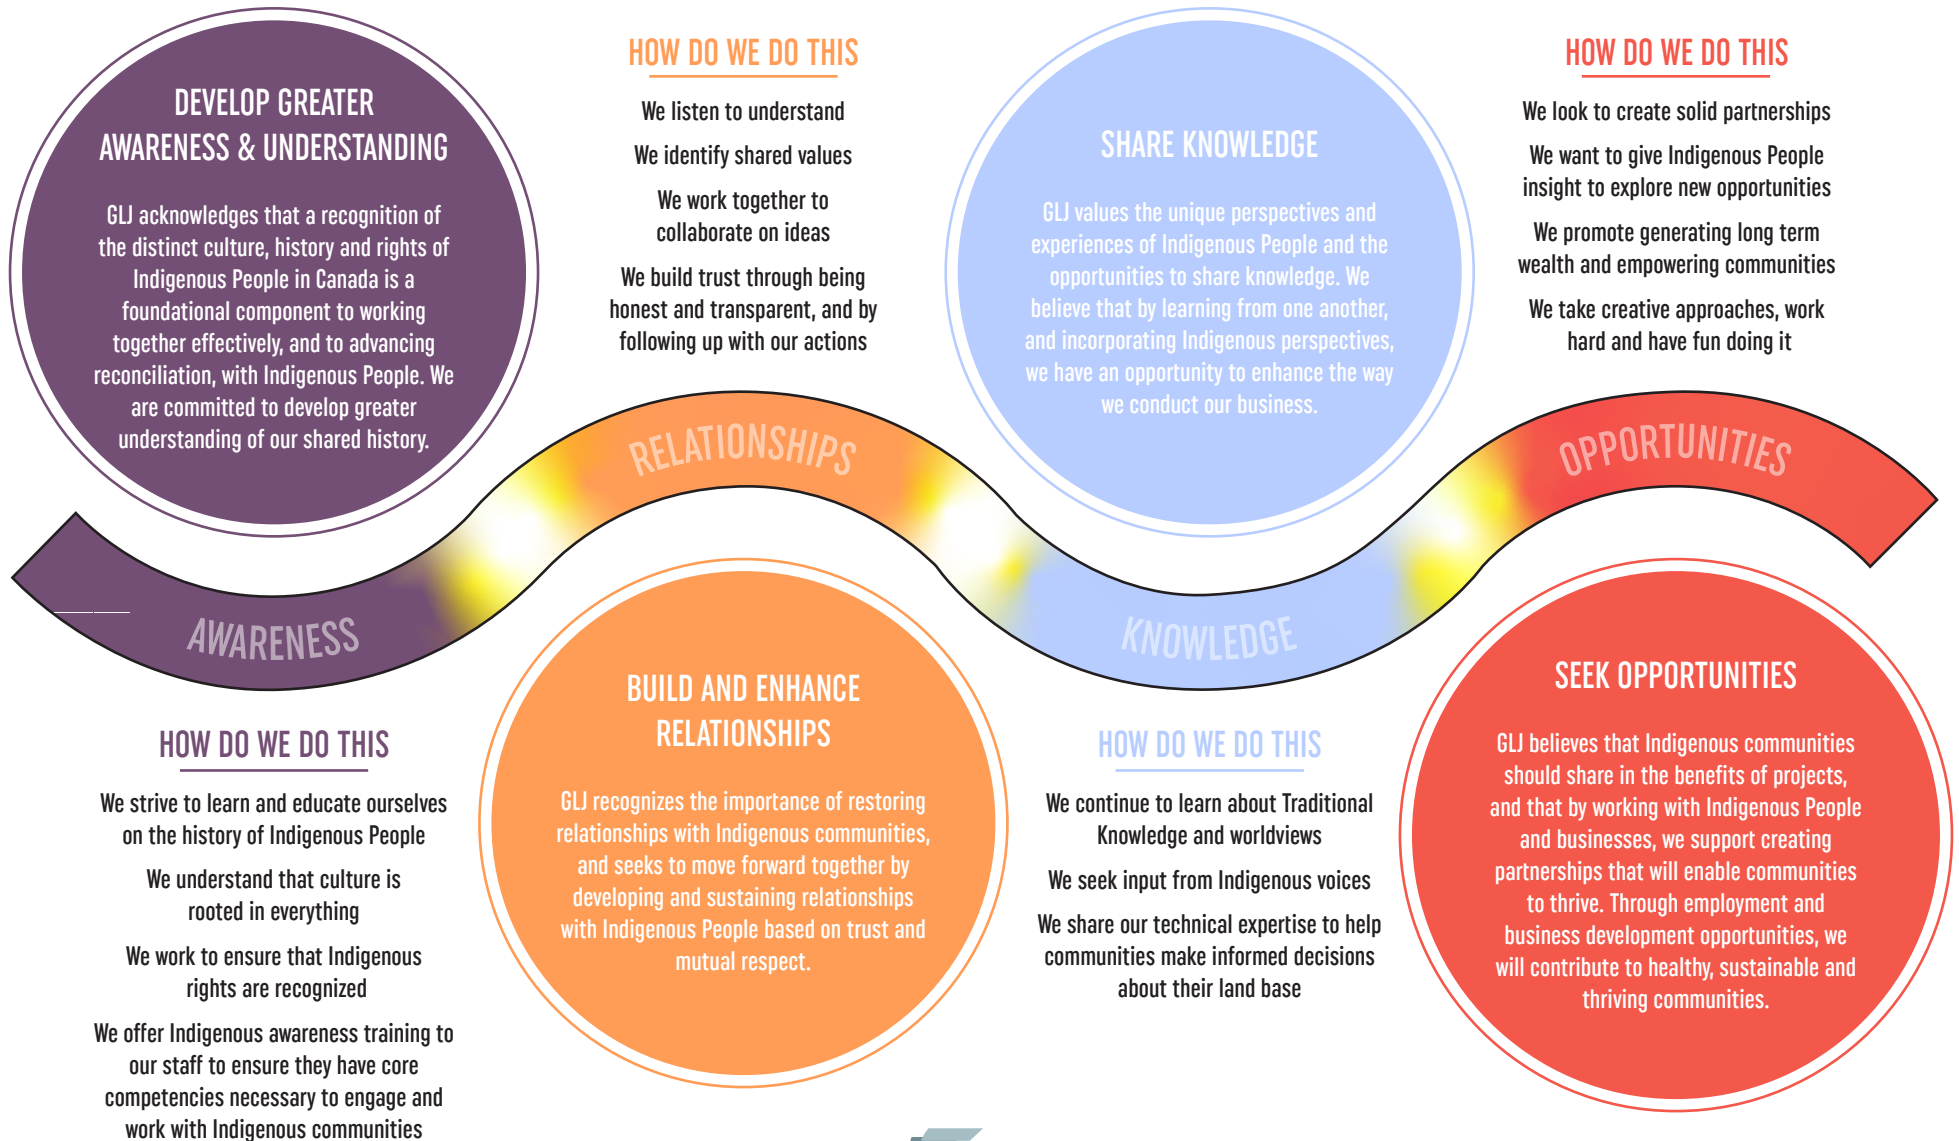 DEVELOP GREATER
AWARENESS & UNDERSTANDING
GLJ acknowledges that a recognition of
the distinct culture, history and rights of
Indigenous People in Canada is a
foundational component to working
together effectively, and to advancing
reconciliation, with Indigenous People. We
are committed to develop greater
understanding of our shared history.
AWARENESS
HOW DO WE DO THIS
We strive to learn and educate ourselves
on the history of Indigenous People
We understand that culture is
rooted in everything
We work to ensure that Indigenous
rights are recognized
We offer Indigenous awareness training to
our staff to ensure they have core
competencies necessary to engage and
work with Indigenous communities
HOW DO WE DO THIS
We listen to understand
We identify shared values
We work together to
collaborate on ideas
We build trust through being
honest and transparent, and by
following up with our actions
RELATIONSHIPS
BUILD AND ENHANCE
RELATIONSHIPS
GLJ recognizes the importance of restoring
relationships with Indigenous communities,
and seeks to move forward together by
developing and sustaining relationships
with Indigenous People based on trust and
mutual respect.
SHARE KNOWLEDGE
GLJ values the unique perspectives and
experiences of Indigenous People and the
opportunities to share knowledge. We
believe that by learning from one another,
and incorporating Indigenous perspectives,
we have an opportunity to enhance the way
we conduct our business.
KNOWLEDGE
HOW DO WE DO THIS
We continue to learn about Traditional
Knowledge and worldviews
We seek input from Indigenous voices
We share our technical expertise to help
communities make informed decisions
about their land base
HOW DO WE DO THIS
We look to create solid partnerships
We want to give Indigenous People
insight to explore new opportunities
We promote generating long term
wealth and empowering communities
We take creative approaches, work
hard and have fun doing it
OPPORTUNITIES
SEEK OPPORTUNITIES
GLJ believes that Indigenous communities
should share in the benefits of projects,
and that by working with Indigenous People
and businesses, we support creating
partnerships that will enable communities
to thrive. Through employment and
business development opportunities, we
will contribute to healthy, sustainable and
thriving communities.